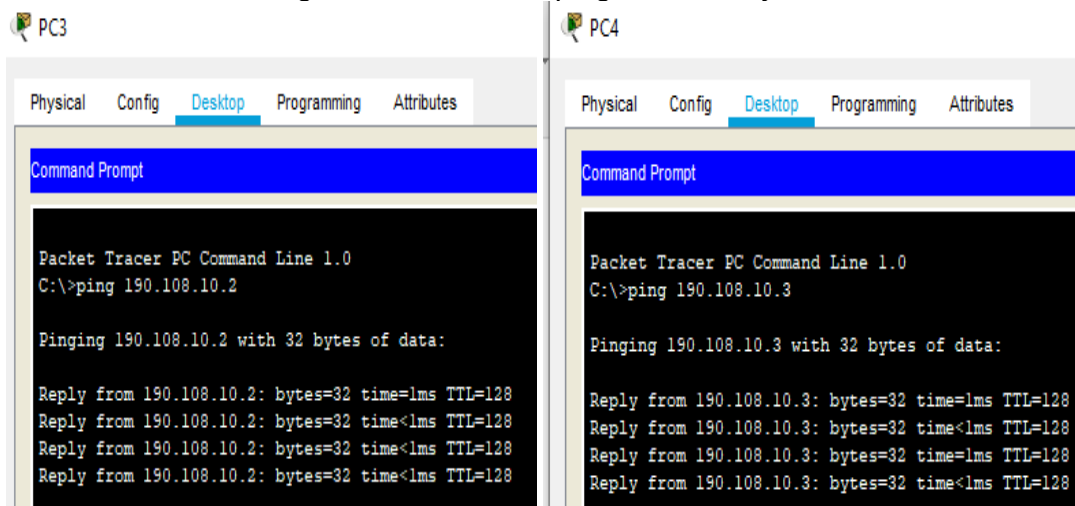 PC3
Physical Config Desktop Programming Attributes
Command Prompt
Packet Tracer PC Command Line 1.0
C:\>ping 190.108.10.2
Pinging 190.108.10.2 with 32 bytes of data:
Reply from 190.108.10.2: bytes=32 time=1ms TTL=128
Reply from 190.108.10.2: bytes=32 time<1ms TTL=128
Reply from 190.108.10.2: bytes=32 time<1ms TTL=128
Reply from 190.108.10.2: bytes=32 time<1ms TTL=128
PC4
Physical Config Desktop Programming Attributes
Command Prompt
Packet Tracer PC Command Line 1.0
C:\>ping 190.108.10.3
Pinging 190.108.10.3 with 32 bytes of data:
Reply from 190.108.10.3: bytes=32 time=1ms TTL=128
Reply from 190.108.10.3: bytes=32 time<1ms TTL=128
Reply from 190.108.10.3: bytes=32 time=1ms TTL=128
Reply from 190.108.10.3: bytes=32 time<1ms TTL=128